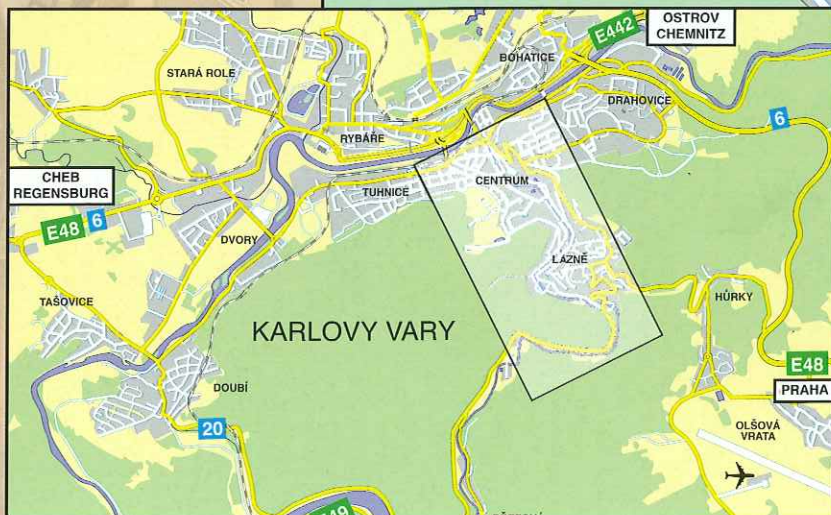 OSTROV
CHEMNITZ
E442
BOHATICE
STARÁ ROLE
DRAHOVICE
6
RYBÁŘE
CHEB
REGENSBURG
TUHNICE
CENTRUM
E48 6
DVORY
LÁZNĚ
TAŠOVICE
HŮRKY
KARLOVY VARY
E48
DOUBÍ
PRAHA
20
OLŠOVÁ
VRATA